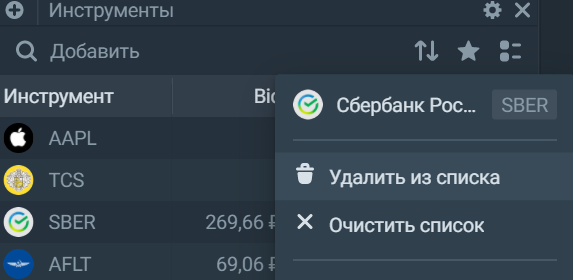 Инструменты
Добавить
Инструмент
AAPL
TCS
SBER 269,66 ₽
AFLT 69,06 ₽
Сбербанк Рос... SBER
Удалить из списка
Очистить список